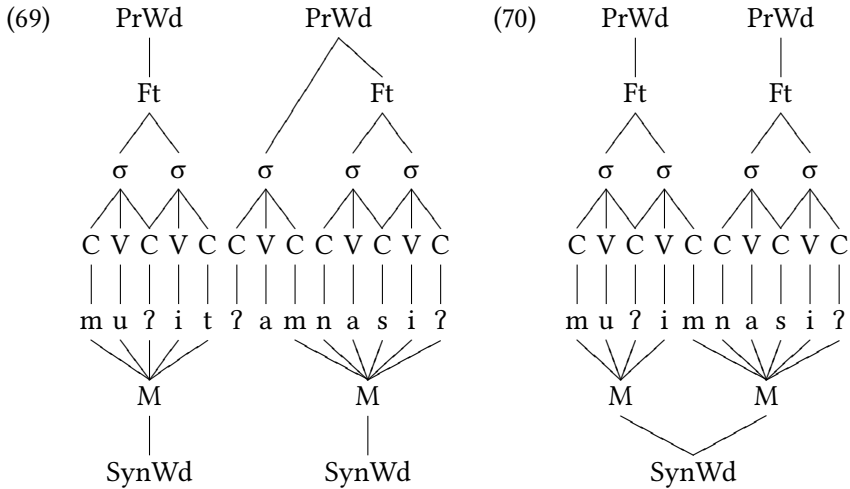 (69) PrWd PrWd (70) PrWd PrWd
Ft Ft Ft Ft
σ σ σ σ σ σ σ σ σ
C V C V C C V C C V C V C C V C V C C V C V C
m u ʔ i t ʔ a m n a s i ʔ m u ʔ i m n a s i ʔ
M M M M
SynWd SynWd SynWd